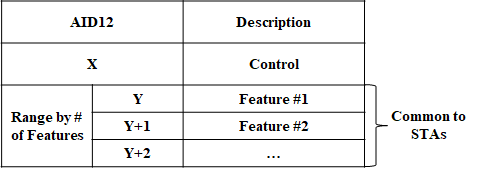 AID12 Description
X Control
Range by #
of Features
Y Feature #1
Y+1 Feature #2
Y+2 ...
Common to
STAs